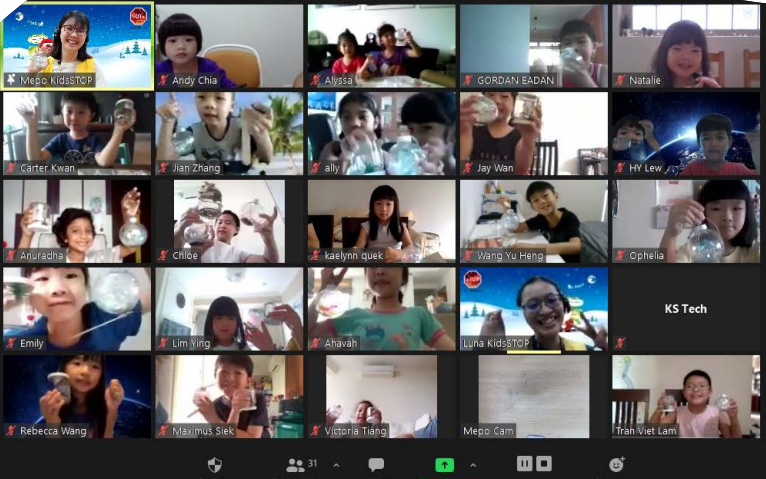 Mepo KidsSTOP
Andy Chia
Alyssa
GORDAN EADAN
Natalie
Carter Kwan
Jian Zhang
ally
Jay Wan
HY Lew
Anuradha
Chloe
kaelynn quek
Wang Yu Heng
Ophelia
Emily
Lim Ying
Ahavah
Luna KidsSTOP
KS Tech
Rebecca Wang
Maximus Siek
Victoria Tiang
Mepo Cam
Tran Viet Lam
31